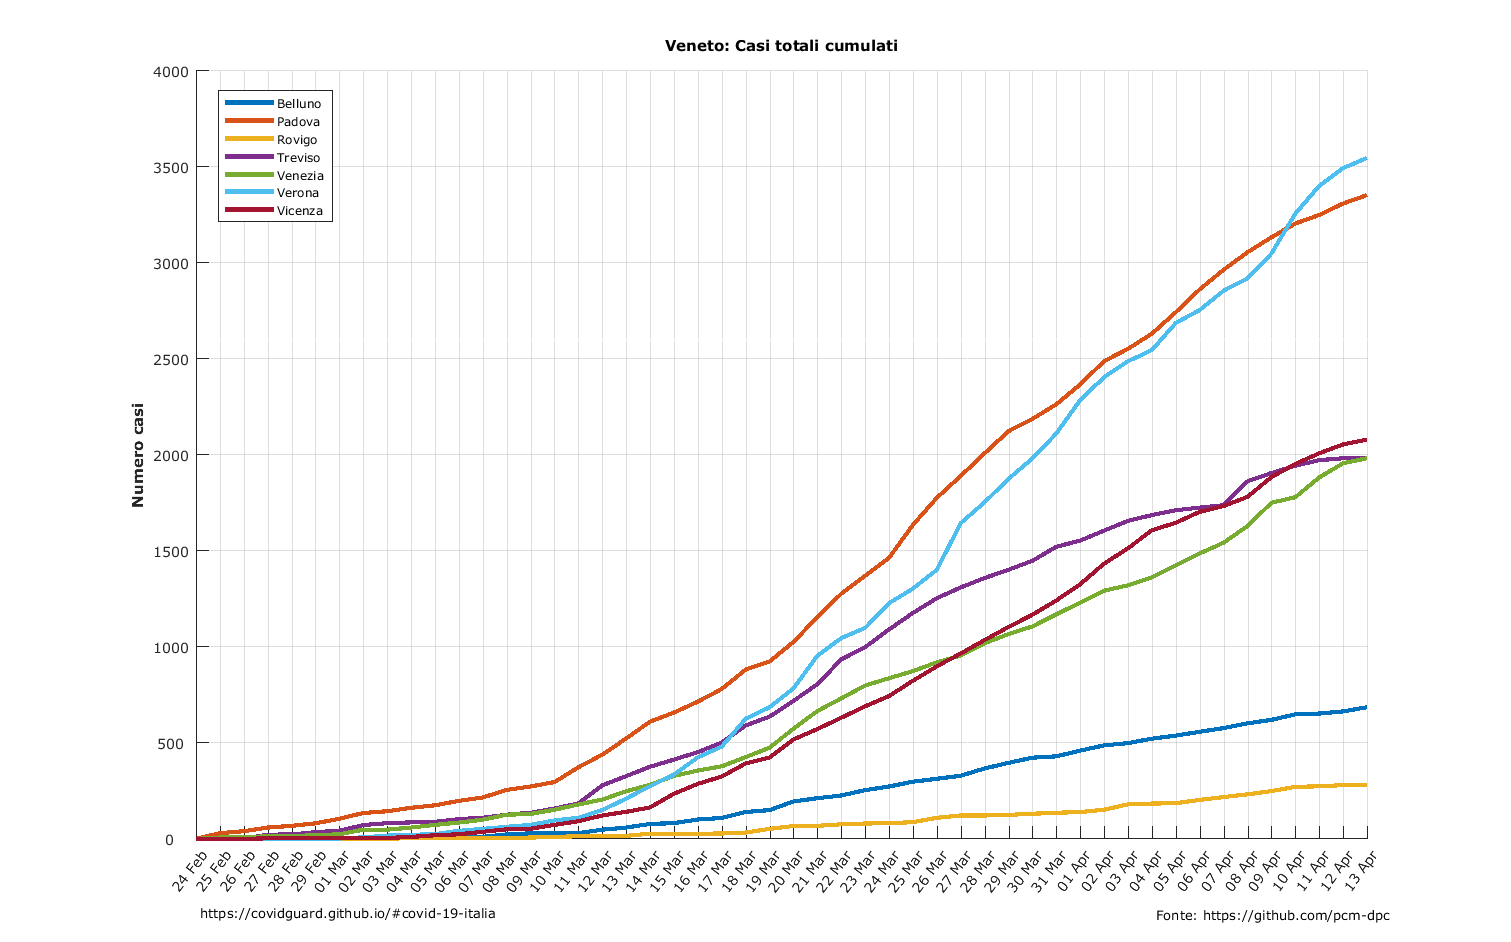 Veneto: Casi totali cumulati
4000
3500
3000
2500
2000
1500
1000
500
0
Numero casi
Belluno
Padova
Rovigo
Treviso
Venezia
Verona
Vicenza
24 Feb
25 Feb
26 Feb
27 Feb
28 Feb
29 Feb
01 Mar
02 Mar
03 Mar
04 Mar
05 Mar
06 Mar
07 Mar
08 Mar
09 Mar
10 Mar
11 Mar
12 Mar
13 Mar
14 Mar
15 Mar
16 Mar
17 Mar
18 Mar
19 Mar
20 Mar
21 Mar
22 Mar
23 Mar
24 Mar
25 Mar
26 Mar
27 Mar
28 Mar
29 Mar
30 Mar
31 Mar
01 Apr
02 Apr
03 Apr
04 Apr
05 Apr
06 Apr
07 Apr
08 Apr
09 Apr
10 Apr
11 Apr
12 Apr
13 Apr
https://covidguard.github.io/#covid-19-italia
Fonte: https://github.com/pcm-dpc